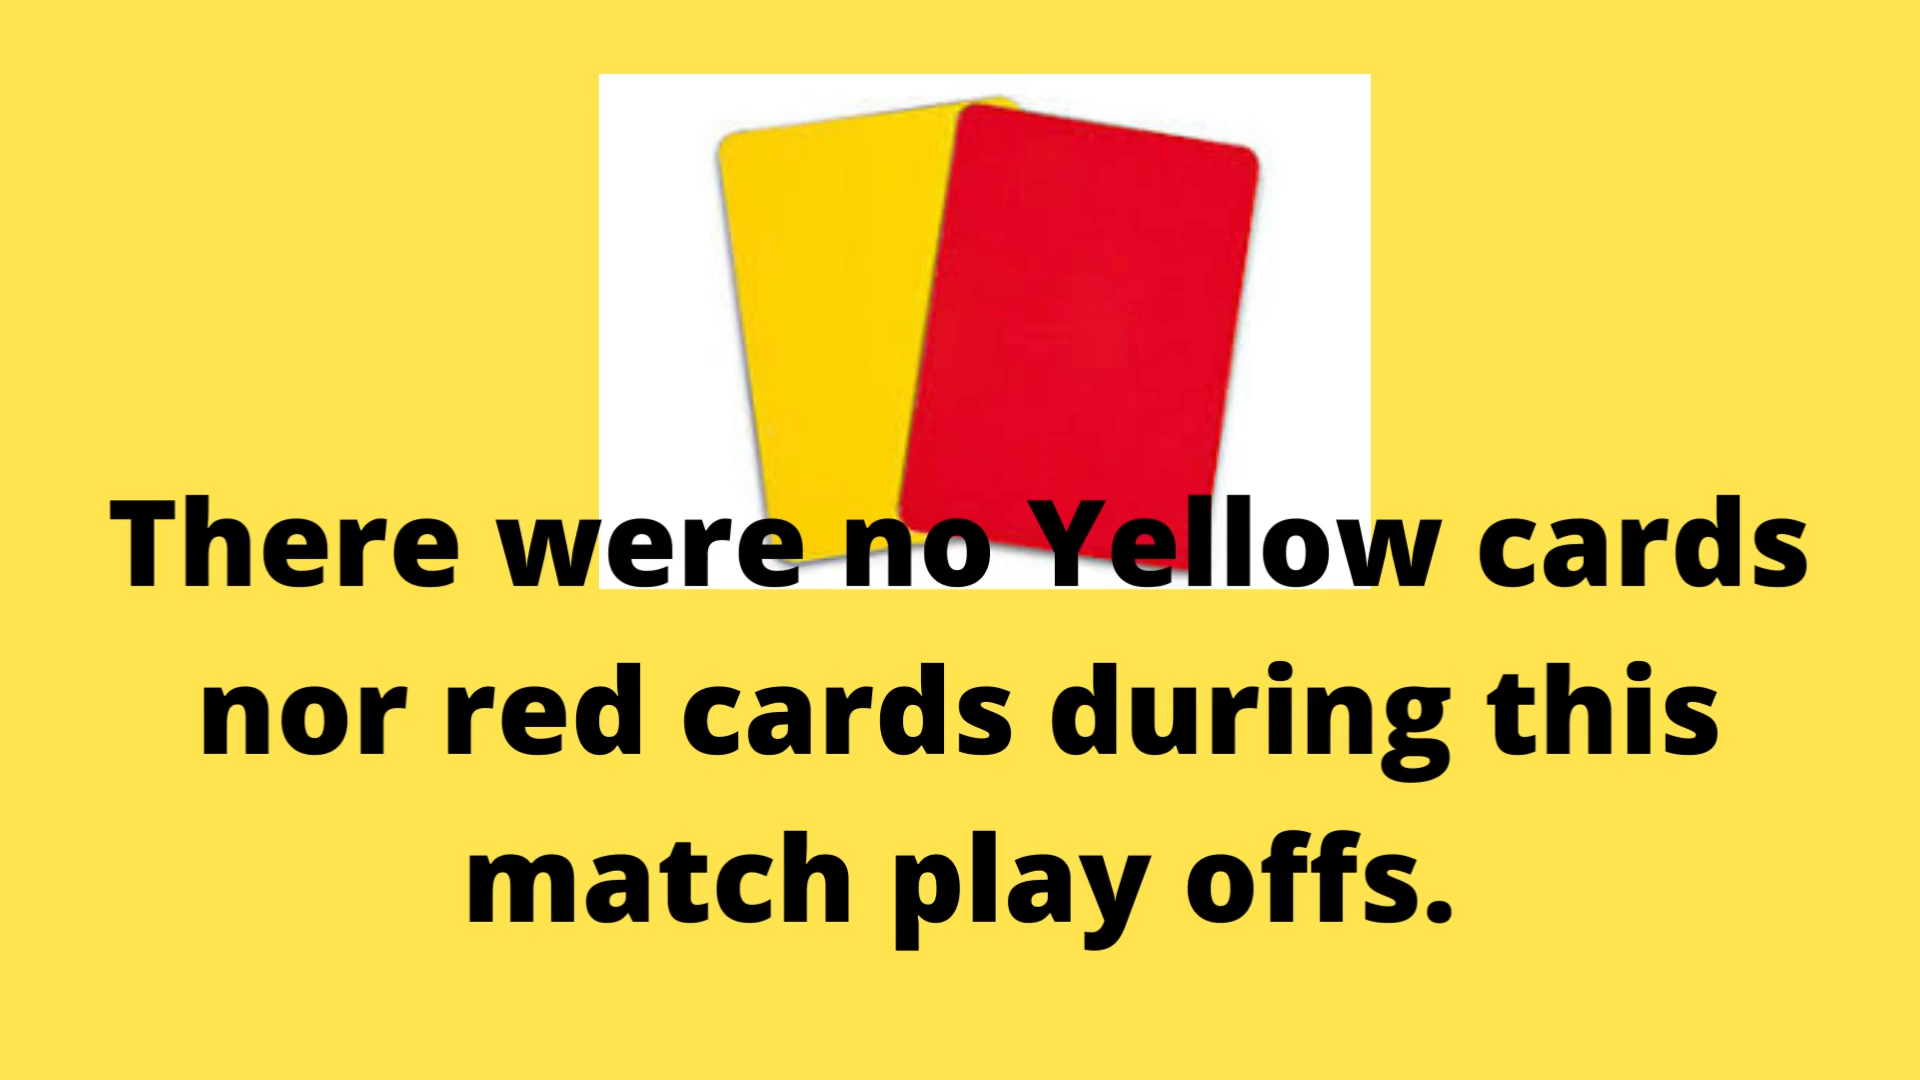 There were no Yellow cards
nor red cards during this
match play offs.